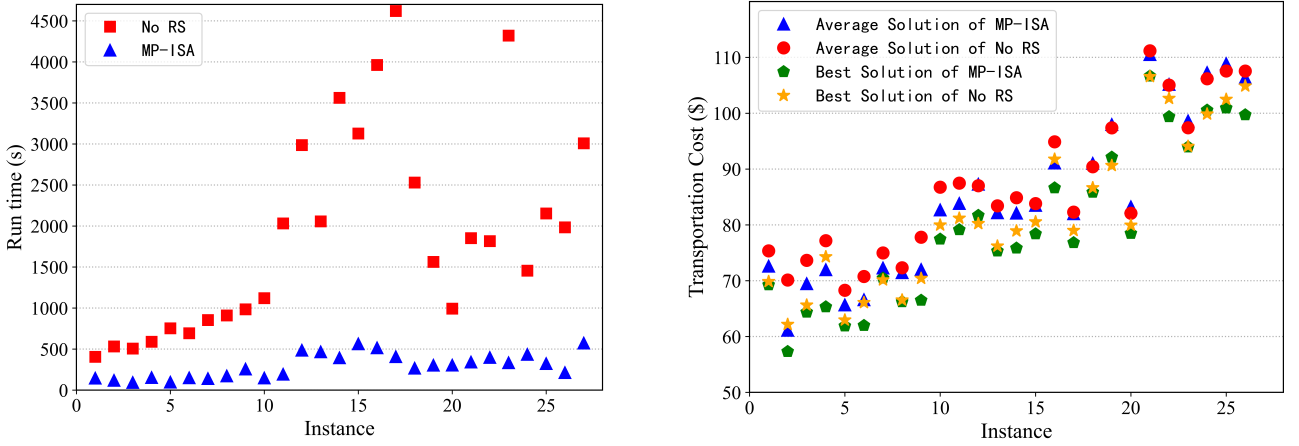 Run time (s)
4500
4000
3500
3000
2500
2000
1500
1000
500
0
No RS
MP-ISA
0
5
10
15
20
25
Instance
Transportation Cost ($)
110
100
90
80
70
60
50
Average Solution of MP-ISA
Average Solution of No RS
Best Solution of MP-ISA
Best Solution of No RS
0
5
10
15
20
25
Instance